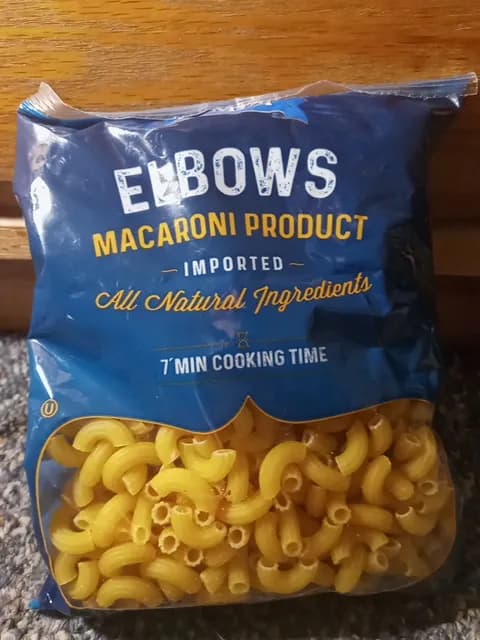 ELBOWS
MACARONI PRODUCT
IMPORTED
All Natural Ingredients
7 MIN COOKING TIME
U